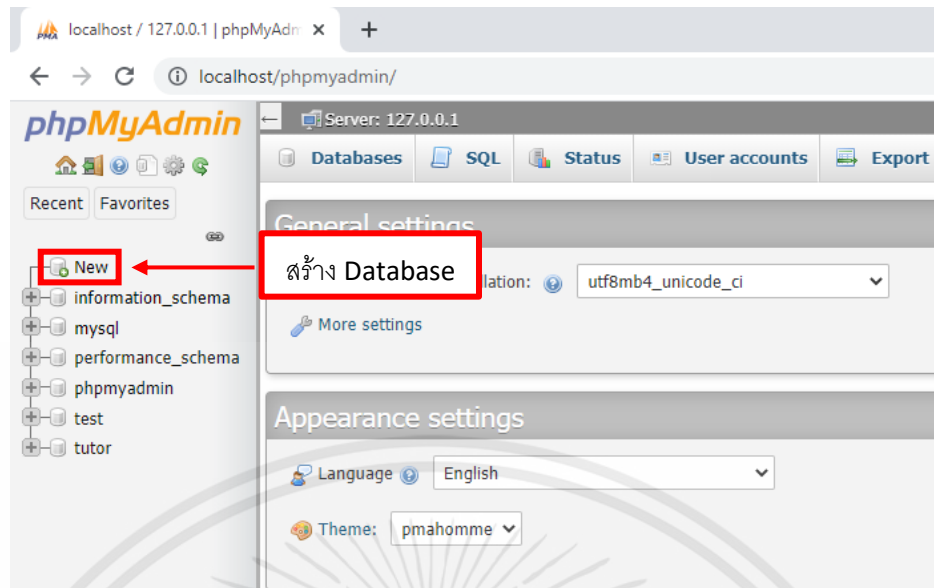 localhost / 127.0.0.1 | phpMyAdm
localhost/phpmyadmin/
phpMyAdmin
Server: 127.0.0.1
Databases SQL Status User accounts Export
Recent Favorites
General settings
New
สร้าง Database
lation: utf8mb4_unicode_ci
information_schema
More settings
mysql
performance_schema
phpmyadmin
test
tutor
Appearance settings
Language English
Theme: pmahomme